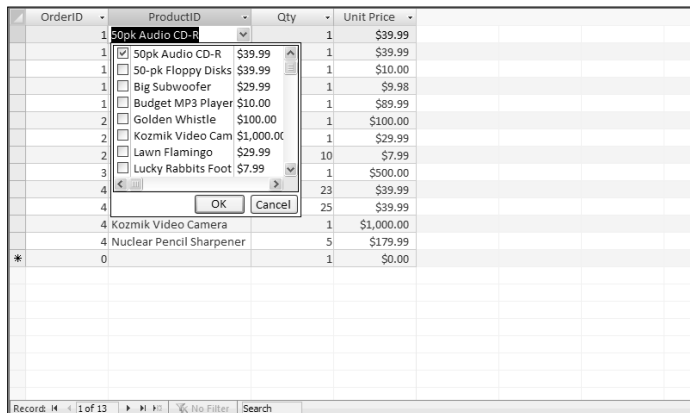 OrderID ProductID Qty Unit Price
1 50pk Audio CD-R 1 $39.99
1 50pk Audio CD-R $39.99 1 $39.99
1 50-pk Floppy Disks $39.99 1 $10.00
1 Big Subwoofer $29.99 1 $9.98
1 Budget MP3 Player $10.00 1 $89.99
2 Golden Whistle $100.00 1 $100.00
2 Kozmik Video Cam $1,000.00 1 $29.99
2 Lawn Flamingo $29.99 10 $7.99
3 Lucky Rabbits Foot $7.99 1 $500.00
4 23 $39.99
4 OK Cancel 25 $39.99
4 Kozmik Video Camera 1 $1,000.00
4 Nuclear Pencil Sharpener 5 $179.99
0 1 $0.00
Record: 1 of 13 No Filter Search